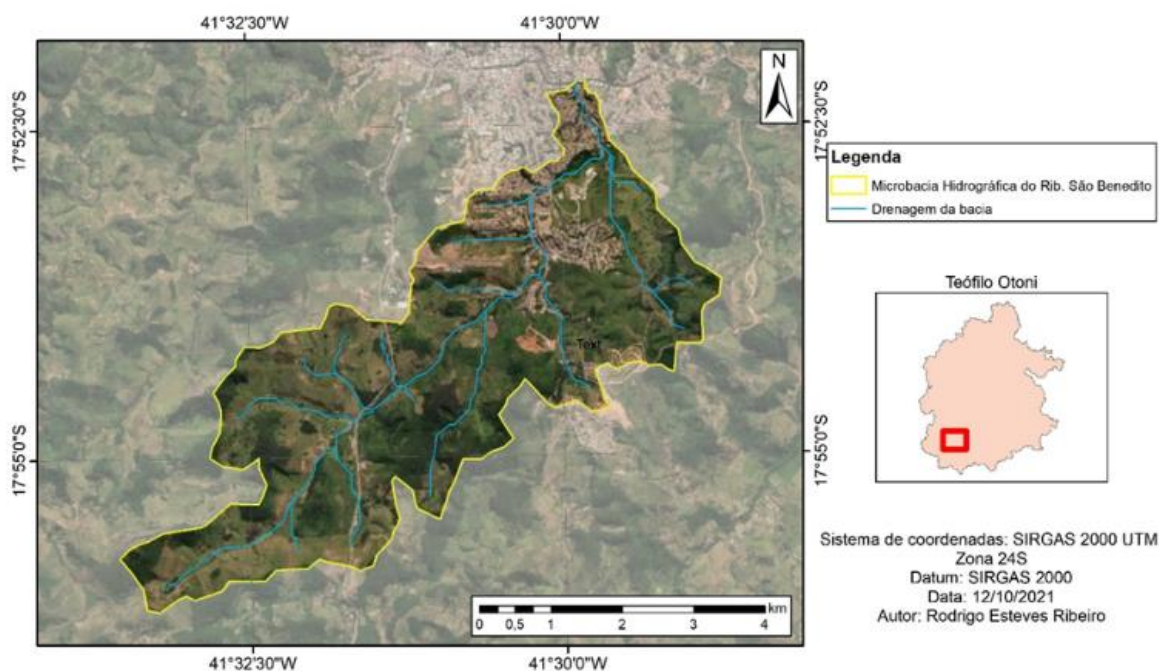 41°32'30"W 41°30'0"W
N
17°52'30"S
17°52'30"S
Text
17°55'0"S
17°55'0"S
km
0 0,5 1 2 3 4
41°32'30"W 41°30'0"W
Legenda
Microbacia Hidrográfica do Rib. São Benedito
Drenagem da bacia
Teófilo Otoni
Sistema de coordenadas: SIRGAS 2000 UTM
Zona 24S
Datum: SIRGAS 2000
Data: 12/10/2021
Autor: Rodrigo Esteves Ribeiro